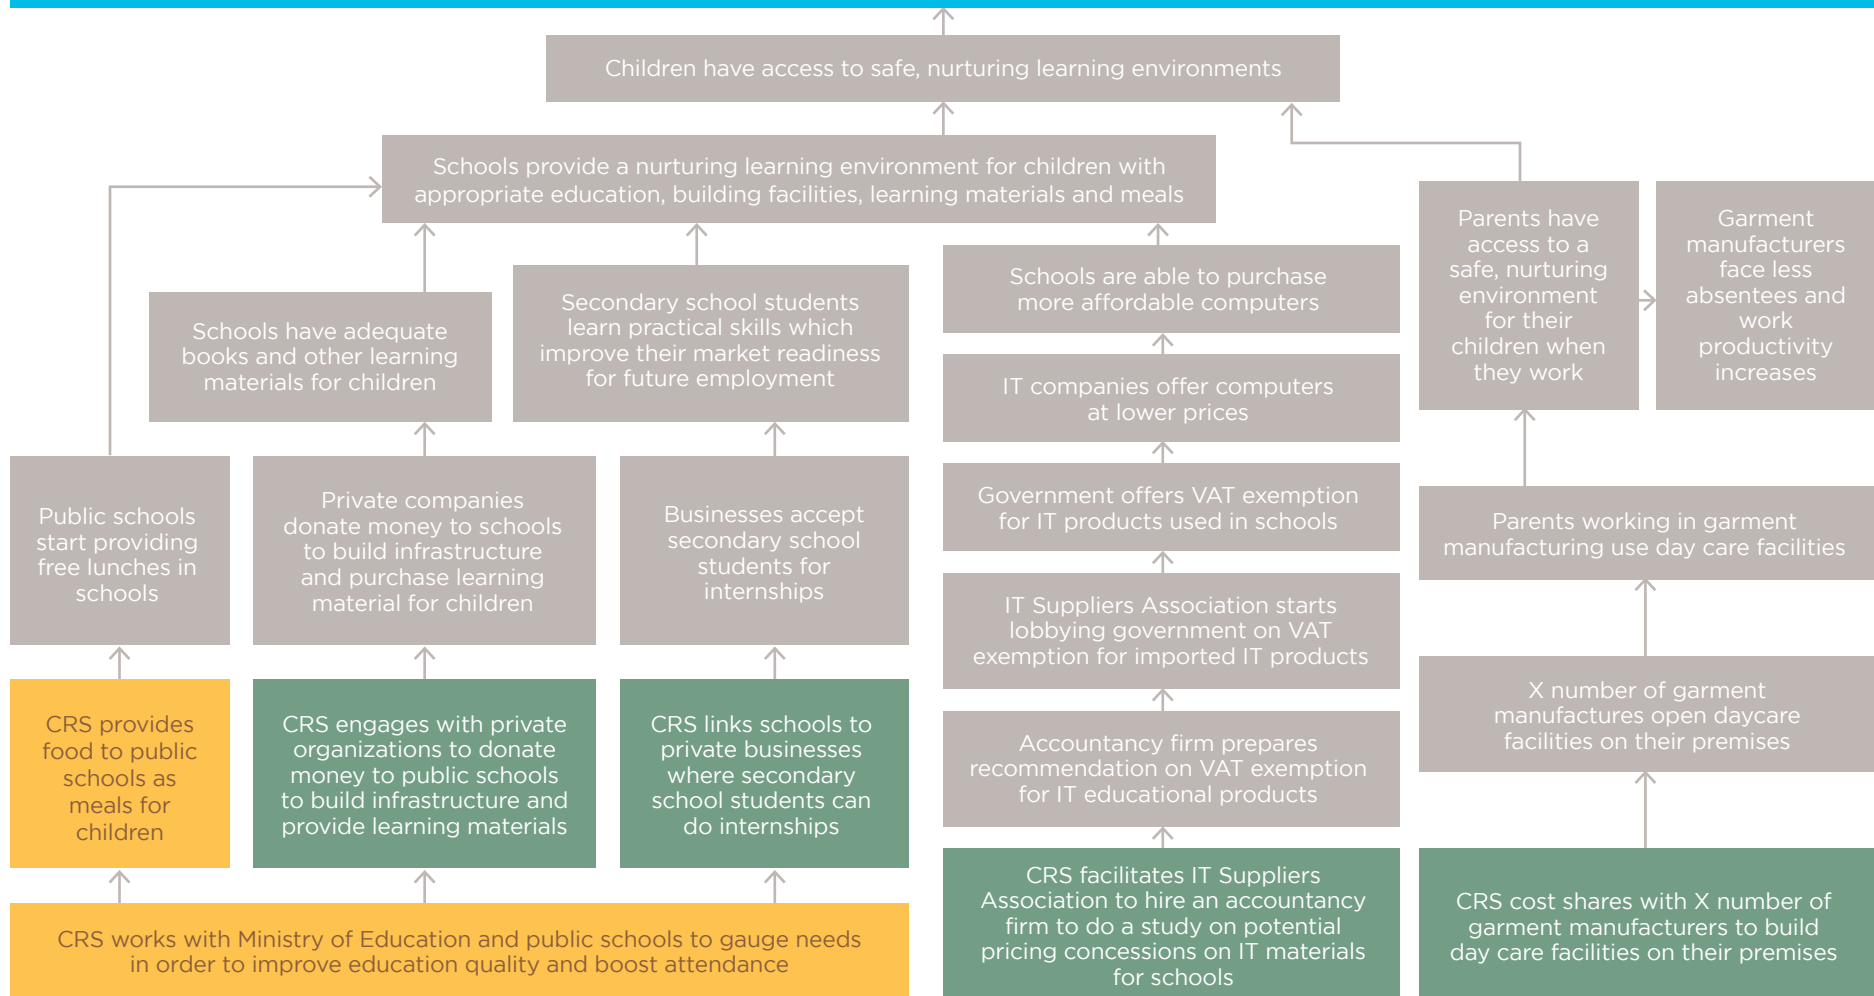 Children have access to safe, nurturing learning environments
Schools provide a nurturing learning environment for children with
appropriate education, building facilities, learning materials and meals
Parents have
access to a
safe, nurturing
environment
for their
children when
they work
Garment
manufacturers
face less
absentees and
work
productivity
increases
Schools have adequate
books and other learning
materials for children
Secondary school students
learn practical skills which
improve their market readiness
for future employment
Schools are able to purchase
more affordable computers
IT companies offer computers
at lower prices
Public schools
start providing
free lunches in
schools
Private companies
donate money to schools
to build infrastructure
and purchase learning
material for children
Businesses accept
secondary school
students for
internships
Government offers VAT exemption
for IT products used in schools
Parents working in garment
manufacturing use day care facilities
IT Suppliers Association starts
lobbying government on VAT
exemption for imported IT products
X number of garment
manufactures open daycare
facilities on their premises
CRS provides
food to public
schools as
meals for
children
CRS engages with private
organizations to donate
money to public schools
to build infrastructure and
provide learning materials
CRS links schools to
private businesses
where secondary
school students can
do internships
Accountancy firm prepares
recommendation on VAT exemption
for IT educational products
CRS works with Ministry of Education and public schools to gauge needs
in order to improve education quality and boost attendance
CRS facilitates IT Suppliers
Association to hire an accountancy
firm to do a study on potential
pricing concessions on IT materials
for schools
CRS cost shares with X number of
garment manufacturers to build
day care facilities on their premises